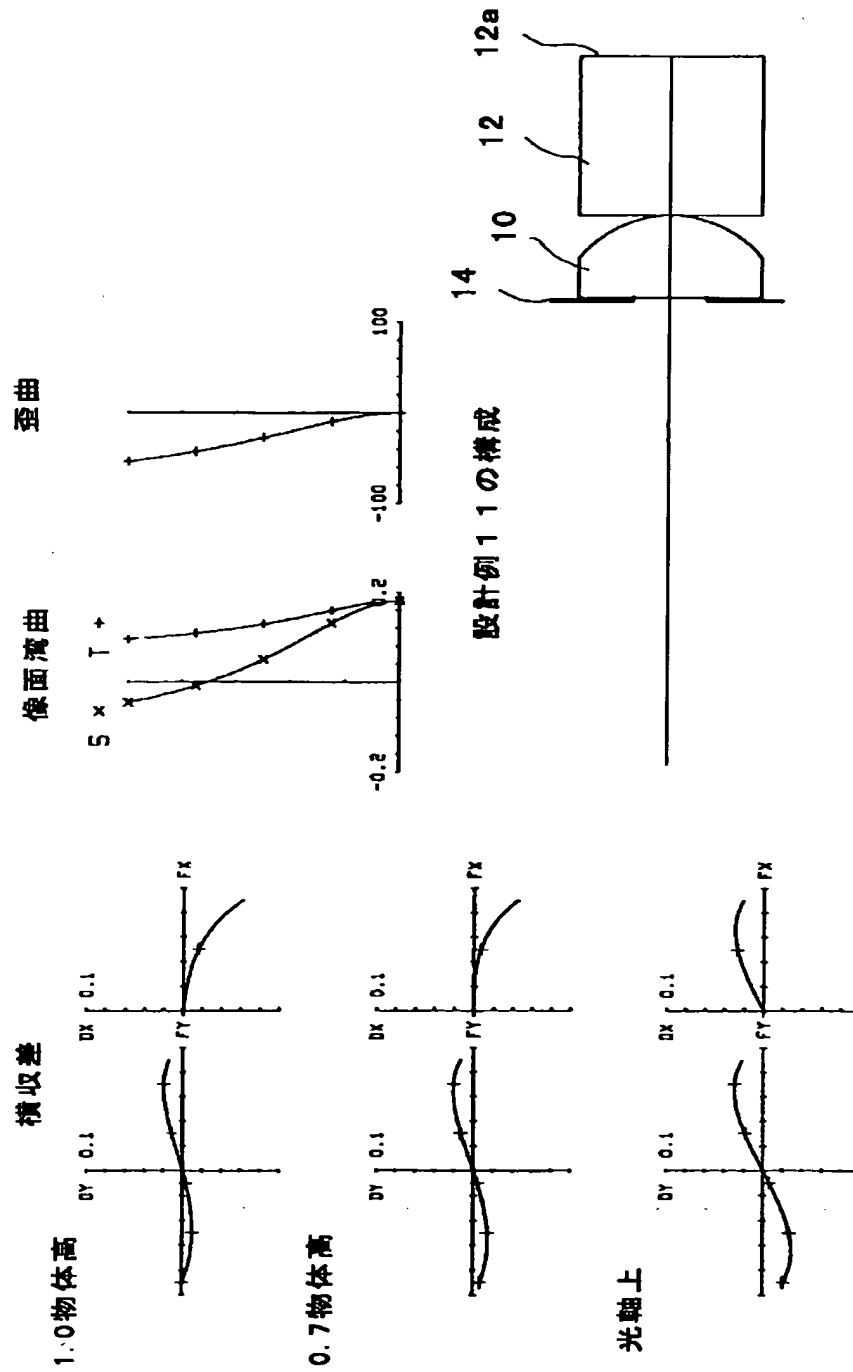 横収差
1.0物体高
DY 0.1
FY
DX 0.1
FX
0.7物体高
DY 0.1
FY
DX 0.1
FX
光軸上
DY 0.1
FY
DX 0.1
FX
像面湾曲
S × T +
-0.2
0.2
歪曲
-100
100
設計例11の構成
14
10
12
12a